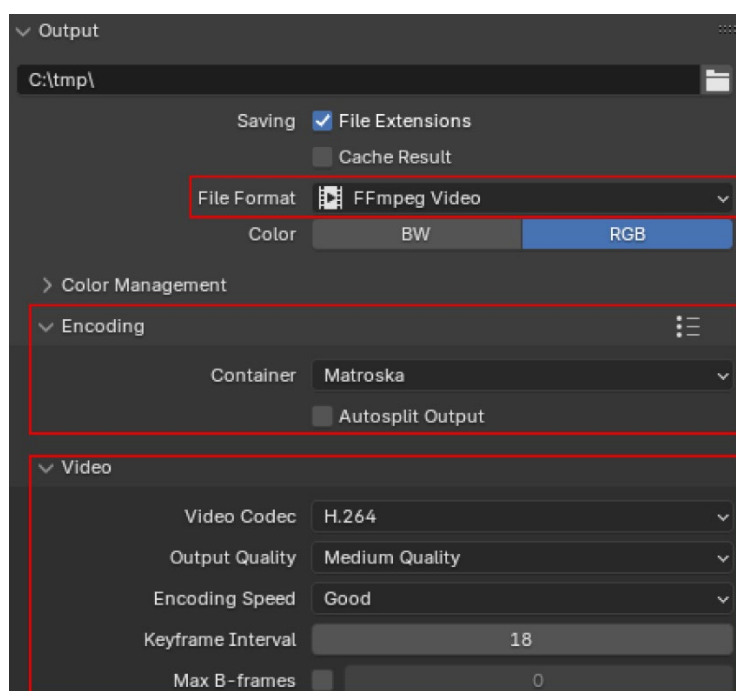 Output
C:\tmp\
Saving File Extensions
Cache Result
File Format FFmpeg Video
Color BW RGB
Color Management
Encoding
Container Matroska
Autosplit Output
Video
Video Codec H.264
Output Quality Medium Quality
Encoding Speed Good
Keyframe Interval 18
Max B-frames 0